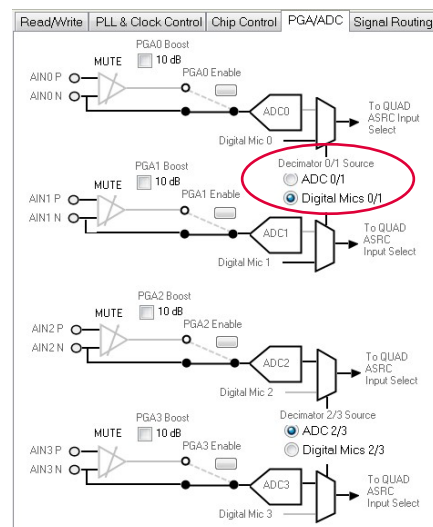 Read/Write PLL & Clock Control Chip Control PGA/ADC Signal Routing
PGA0 Boost
MUTE 10 dB
PGA0 Enable
AIN0 P
AIN0 N
ADC0
To QUAD
ASRC Input
Select
Digital Mic 0
Decimator 0/1 Source
ADC 0/1
Digital Mics 0/1
PGA1 Boost
MUTE 10 dB
PGA1 Enable
AIN1 P
AIN1 N
ADC1
To QUAD
ASRC
Input Select
Digital Mic 1
PGA2 Boost
MUTE 10 dB
PGA2 Enable
AIN2 P
AIN2 N
ADC2
To QUAD
ASRC
Input Select
Digital Mic 2
Decimator 2/3 Source
ADC 2/3
Digital Mics 2/3
PGA3 Boost
MUTE 10 dB
PGA3 Enable
AIN3 P
AIN3 N
ADC3
To QUAD
ASRC
Input Select
Digital Mic 3